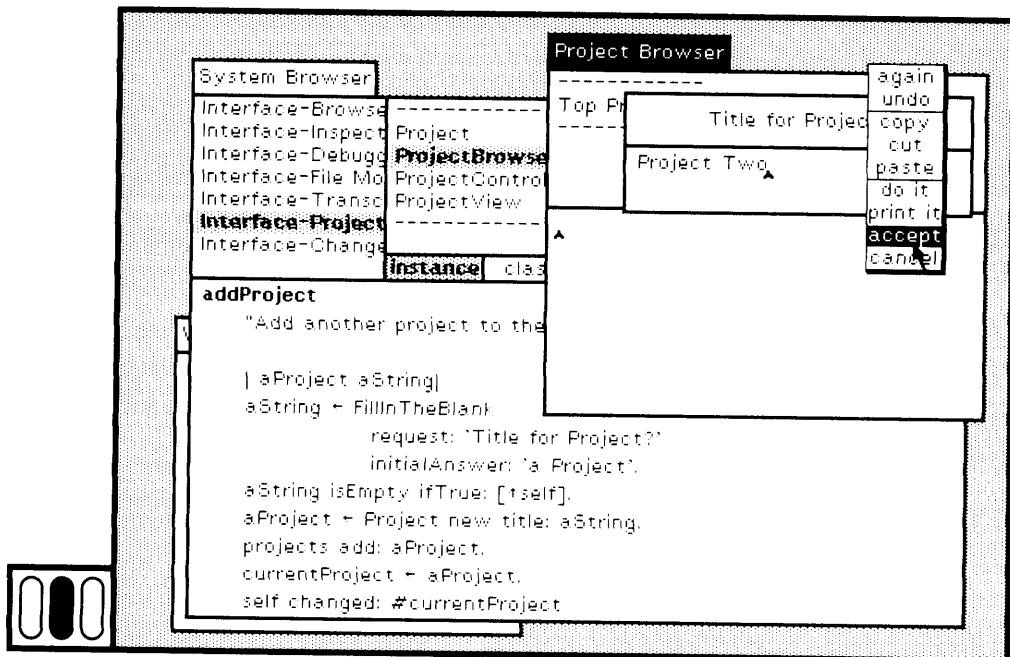 Project Browser
System Browser
again
undo
copy
cut
paste
do it
print it
accept
cancel
Top Pr
Title for Projec
Project Two
Interface-Browse
Interface-Inspect
Interface-Debugg
Interface-File Mo
Interface-Transc
Interface-Project
Interface-Change
Project
ProjectBrowse
ProjectControl
ProjectView
instance clas
addProject
"Add another project to the
| aProject aString|
aString ← FillInTheBlank
request: 'Title for Project?'
initialAnswer: 'a Project'.
aString isEmpty ifTrue: [↑self].
aProject ← Project new title: aString.
projects add: aProject.
currentProject ← aProject.
self changed: #currentProject